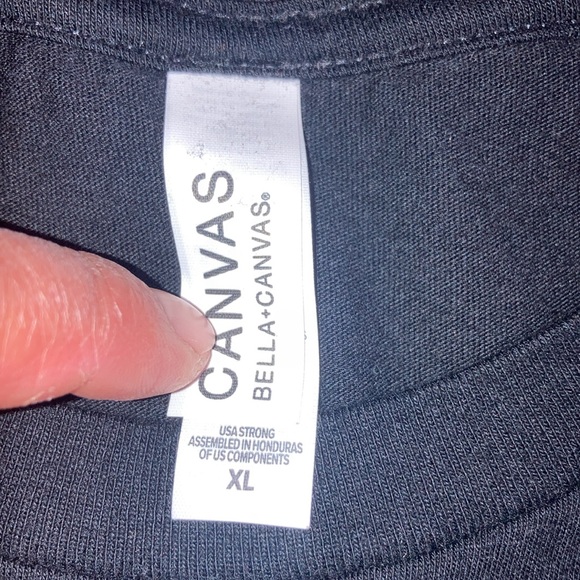 CANVAS
BELLA+CANVAS®
USA STRONG
ASSEMBLED IN HONDURAS
OF US COMPONENTS
XL